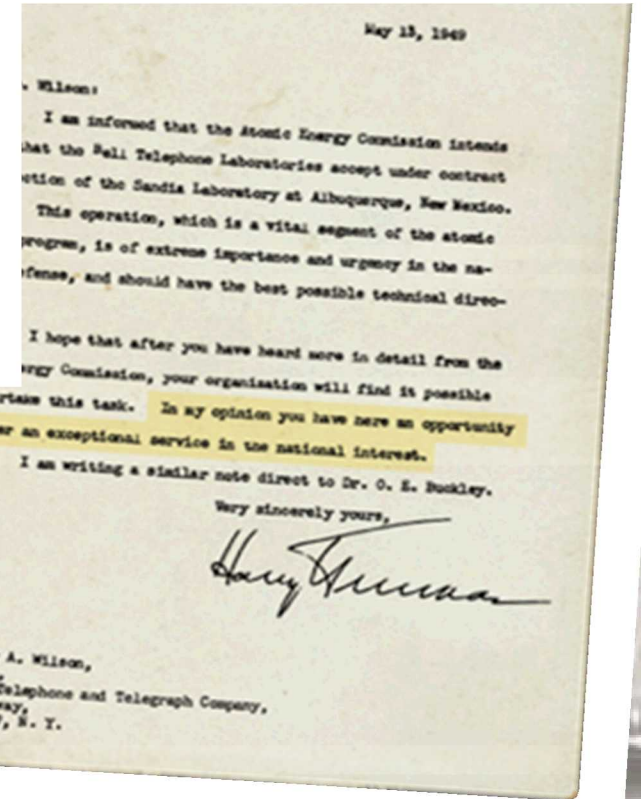 May 13, 1949
. Wilson:
I am informed that the Atomic Energy Commission intends
hat the Bell Telephone Laboratories accept under contract
ction of the Sandia Laboratory at Albuquerque, New Mexico.
This operation, which is a vital segment of the atomic
program, is of extreme importance and urgency in the na-
fense, and should have the best possible technical direc-
I hope that after you have heard more in detail from the
rgy Commission, your organization will find it possible
rtake this task. In my opinion you have here an opportunity
er an exceptional service in the national interest.
I am writing a similar note direct to Dr. O. E. Buckley.
Very sincerely yours,
Harry Truman
A. Wilson,
Telephone and Telegraph Company,
way,
, N. Y.